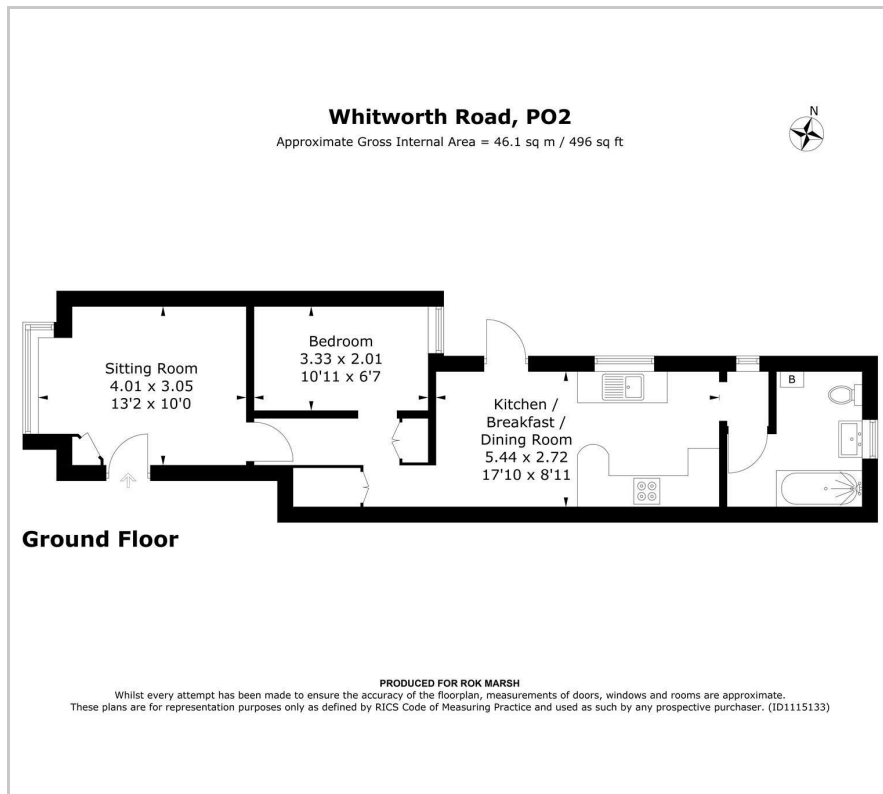 Whitworth Road, PO2
Approximate Gross Internal Area = 46.1 sq m / 496 sq ft
N
Sitting Room
4.01 x 3.05
13'2 x 10'0
Bedroom
3.33 x 2.01
10'11 x 6'7
Kitchen /
Breakfast /
Dining Room
5.44 x 2.72
17'10 x 8'11
B
Ground Floor
PRODUCED FOR ROK MARSH
Whilst every attempt has been made to ensure the accuracy of the floorplan, measurements of doors, windows and rooms are approximate.
These plans are for representation purposes only as defined by RICS Code of Measuring Practice and used as such by any prospective purchaser. (ID1115133)